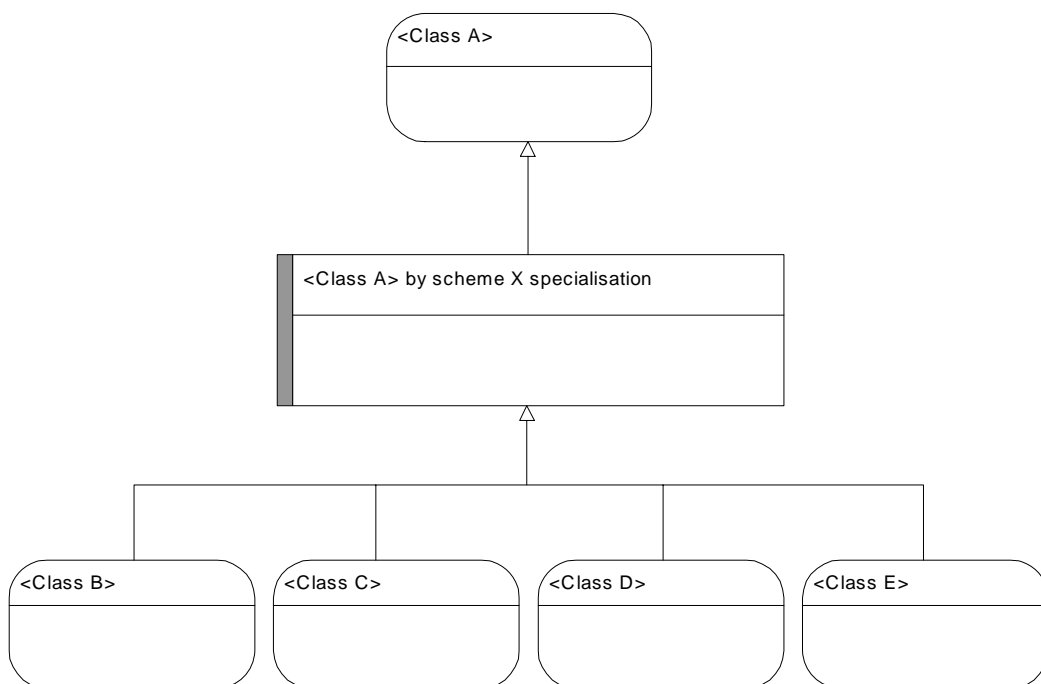 <Class A>
<Class A> by scheme X specialisation
<Class B>
<Class C>
<Class D>
<Class E>